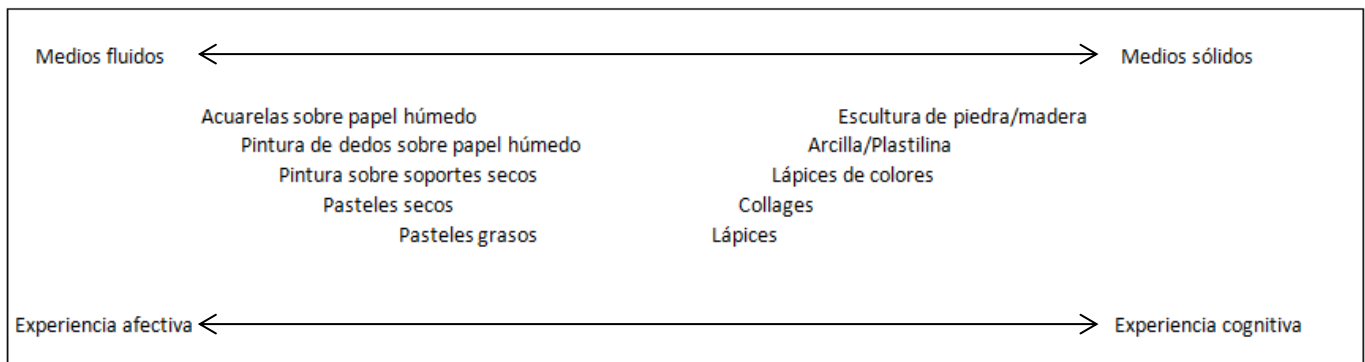 Medios fluidos Medios sólidos
Acuarelas sobre papel húmedo Escultura de piedra/madera
Pintura de dedos sobre papel húmedo Arcilla/Plastilina
Pintura sobre soportes secos Lápices de colores
Pasteles secos Collages
Pasteles grasos Lápices
Experiencia afectiva Experiencia cognitiva